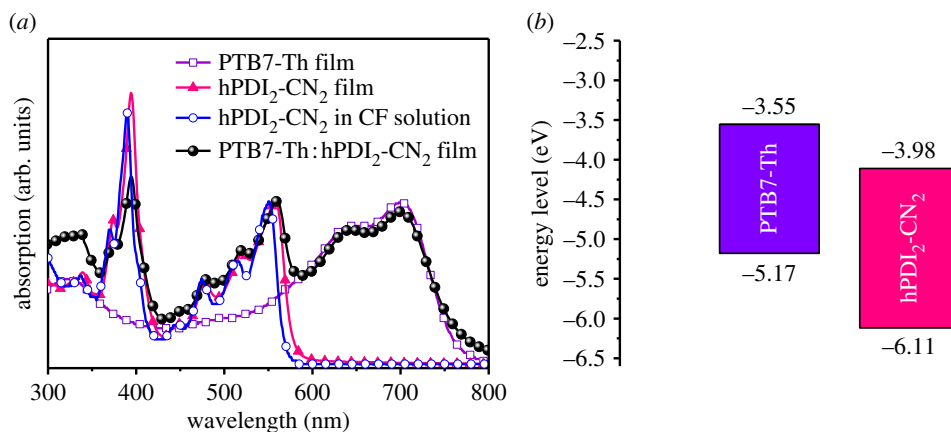 (a)
PTB7-Th film
hPDI₂-CN₂ film
hPDI₂-CN₂ in CF solution
PTB7-Th:hPDI₂-CN₂ film
absorption (arb. units)
300 400 500 600 700 800
wavelength (nm)
(b)
energy level (eV)
–2.5
–3.0
–3.5
–4.0
–4.5
–5.0
–5.5
–6.0
–6.5
–3.55
PTB7-Th
–5.17
–3.98
hPDI₂-CN₂
–6.11